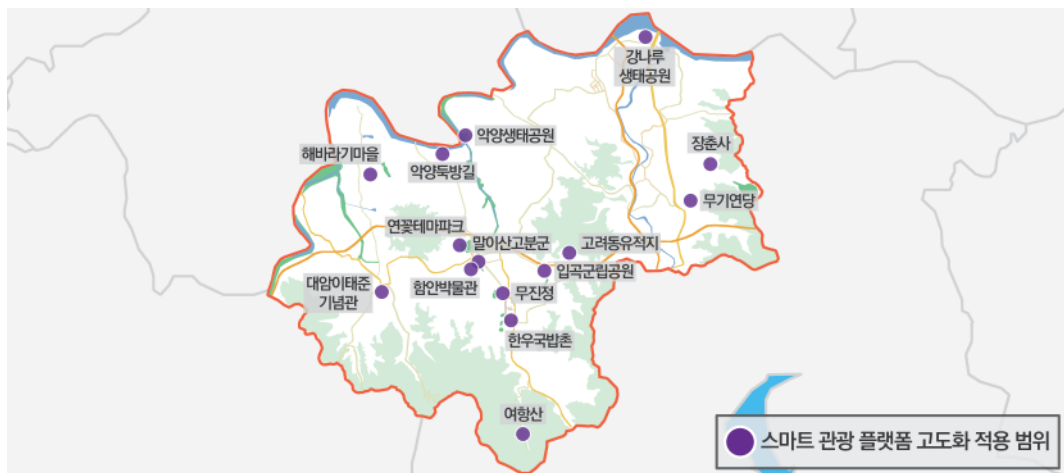 강나루
생태공원
악양생태공원
해바라기마을
악양둑방길
장춘사
무기연당
연꽃테마파크
말이산고분군
고려동유적지
입곡군립공원
함안박물관
대암이태준
기념관
무진정
한우국밥촌
여항산
스마트 관광 플랫폼 고도화 적용 범위